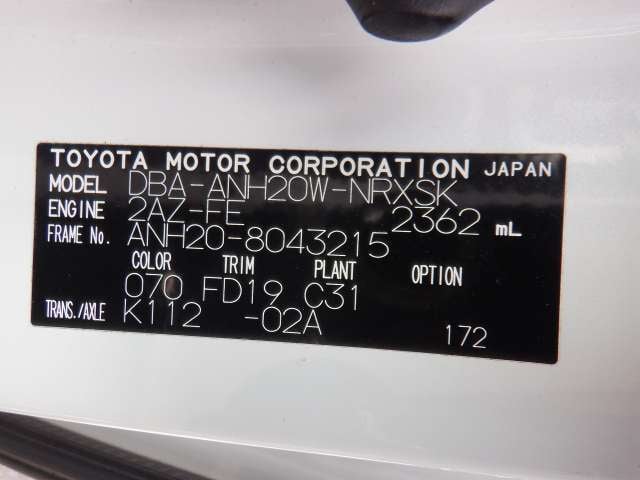 TOYOTA MOTOR CORPORATION JAPAN
MODEL DBA-ANH20W-NRXSK
ENGINE 2AZ-FE 2362 mL
FRAME No. ANH20-8043215
COLOR TRIM PLANT OPTION
070 FD19 C31
TRANS./AXLE K112 -02A
172